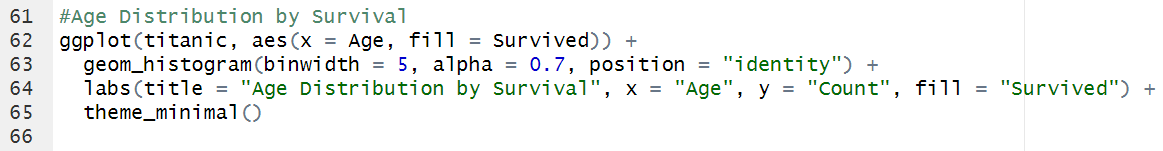 61 #Age Distribution by Survival
62 ggplot(titanic, aes(x = Age, fill = Survived)) +
63   geom_histogram(binwidth = 5, alpha = 0.7, position = "identity") +
64   labs(title = "Age Distribution by Survival", x = "Age", y = "Count", fill = "Survived") +
65   theme_minimal()
66